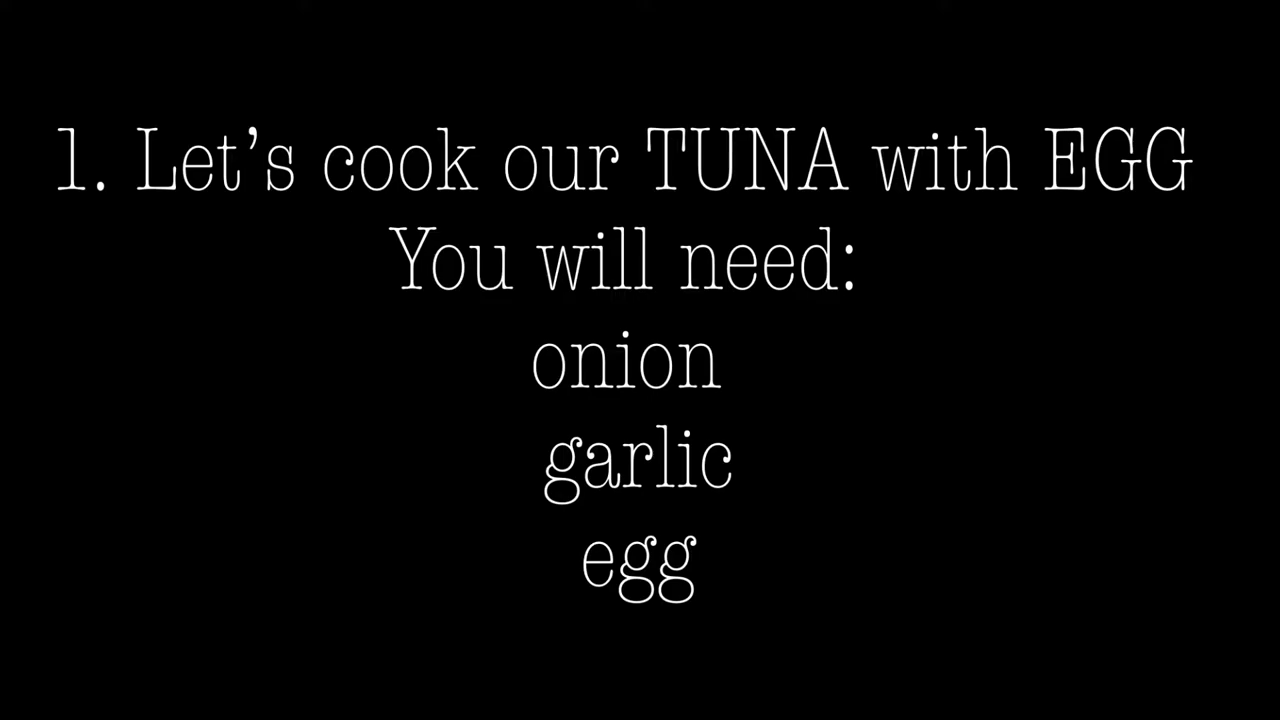 1. Let’s cook our TUNA with EGG
You will need:
onion
garlic
egg